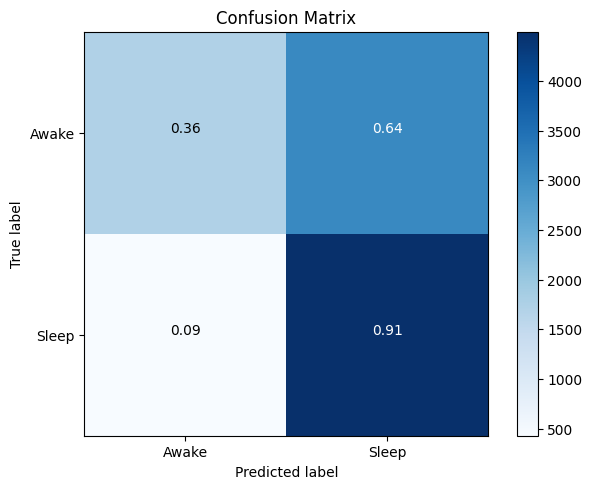 Confusion Matrix
True label
Awake
0.36
0.64
Sleep
0.09
0.91
Awake
Sleep
Predicted label
4000
3500
3000
2500
2000
1500
1000
500